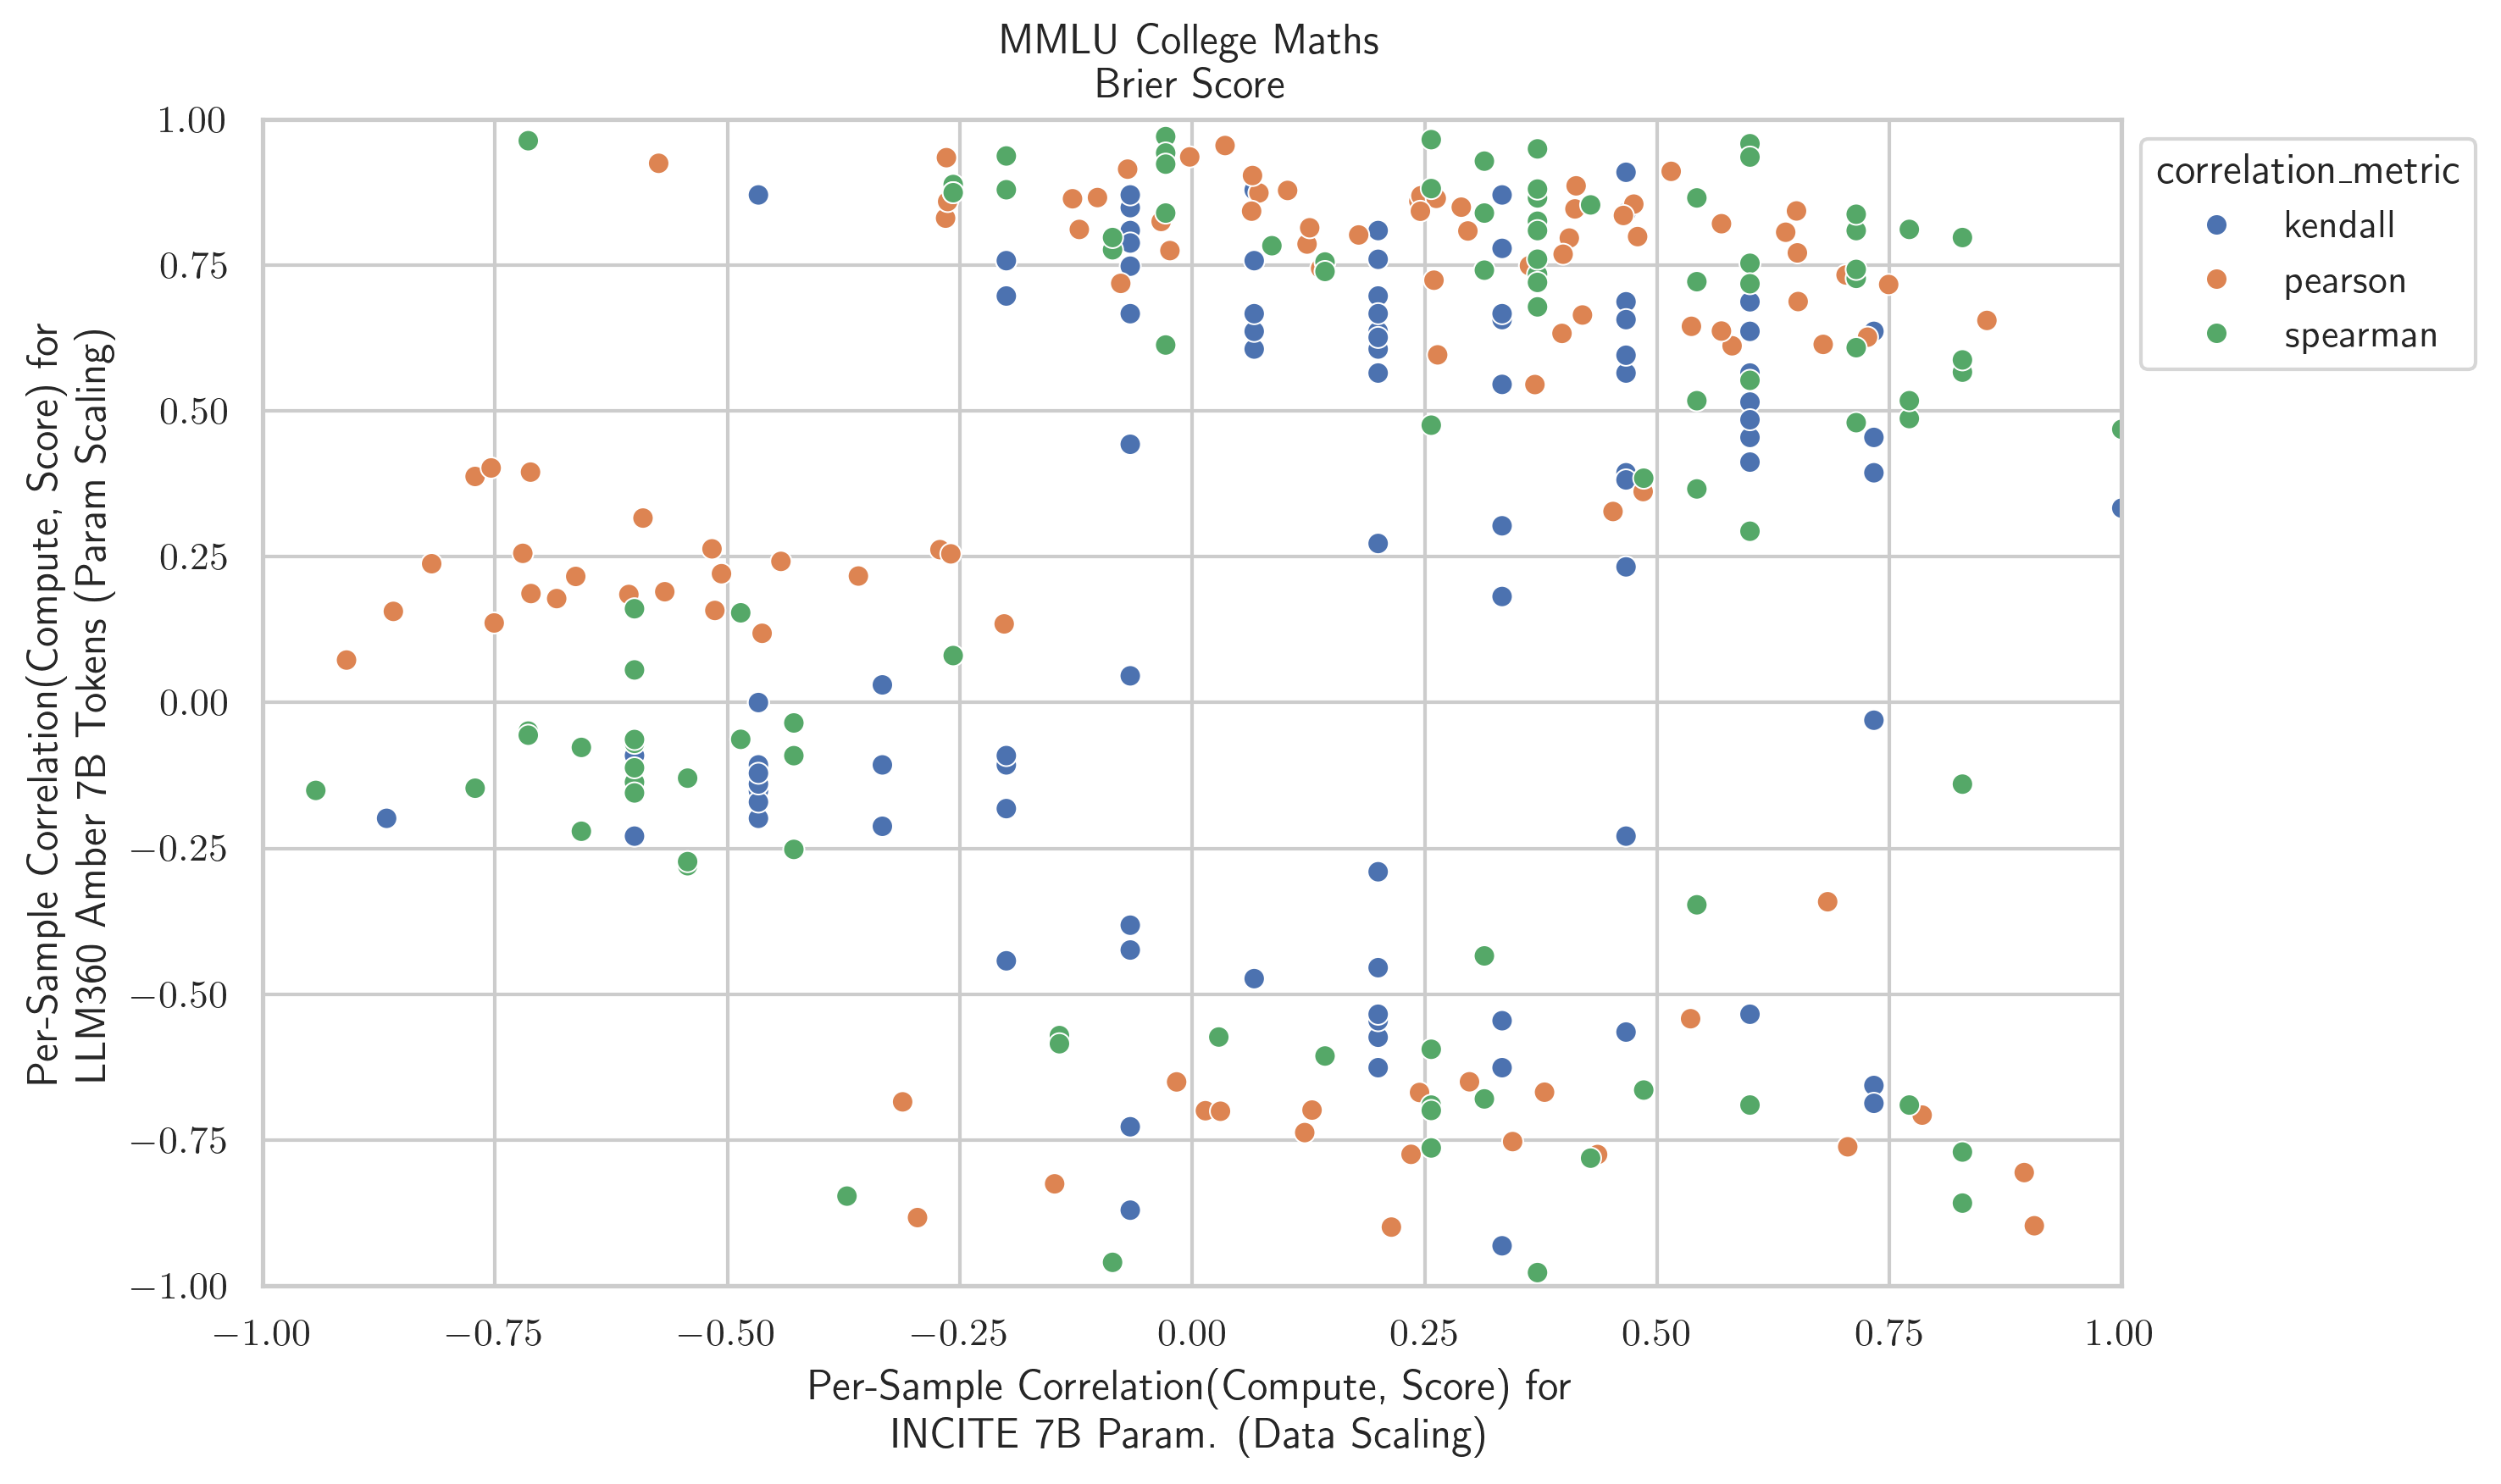 MMLU College Maths
Brier Score
Per-Sample Correlation(Compute, Score) for
LLM360 Amber 7B Tokens (Param Scaling)
1.00
0.75
0.50
0.25
0.00
−0.25
−0.50
−0.75
−1.00
−1.00 −0.75 −0.50 −0.25 0.00 0.25 0.50 0.75 1.00
Per-Sample Correlation(Compute, Score) for
INCITE 7B Param. (Data Scaling)
correlation_metric
kendall
pearson
spearman